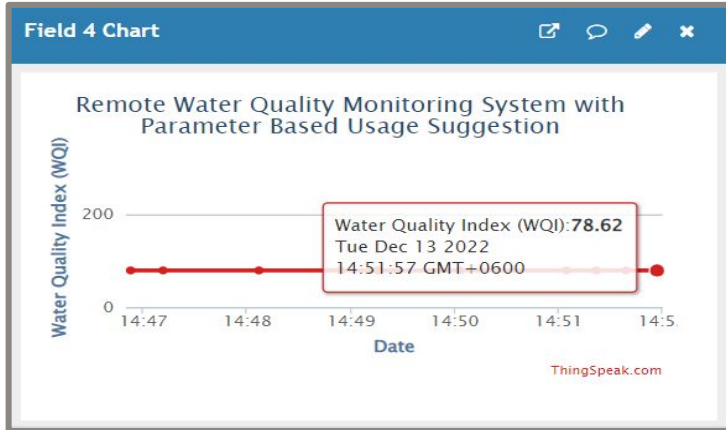 Field 4 Chart
Remote Water Quality Monitoring System with
Parameter Based Usage Suggestion
Water Quality Index (WQI)
200
0
Water Quality Index (WQI):78.62
Tue Dec 13 2022
14:51:57 GMT+0600
14:47 14:48 14:49 14:50 14:51 14:5.
Date
ThingSpeak.com